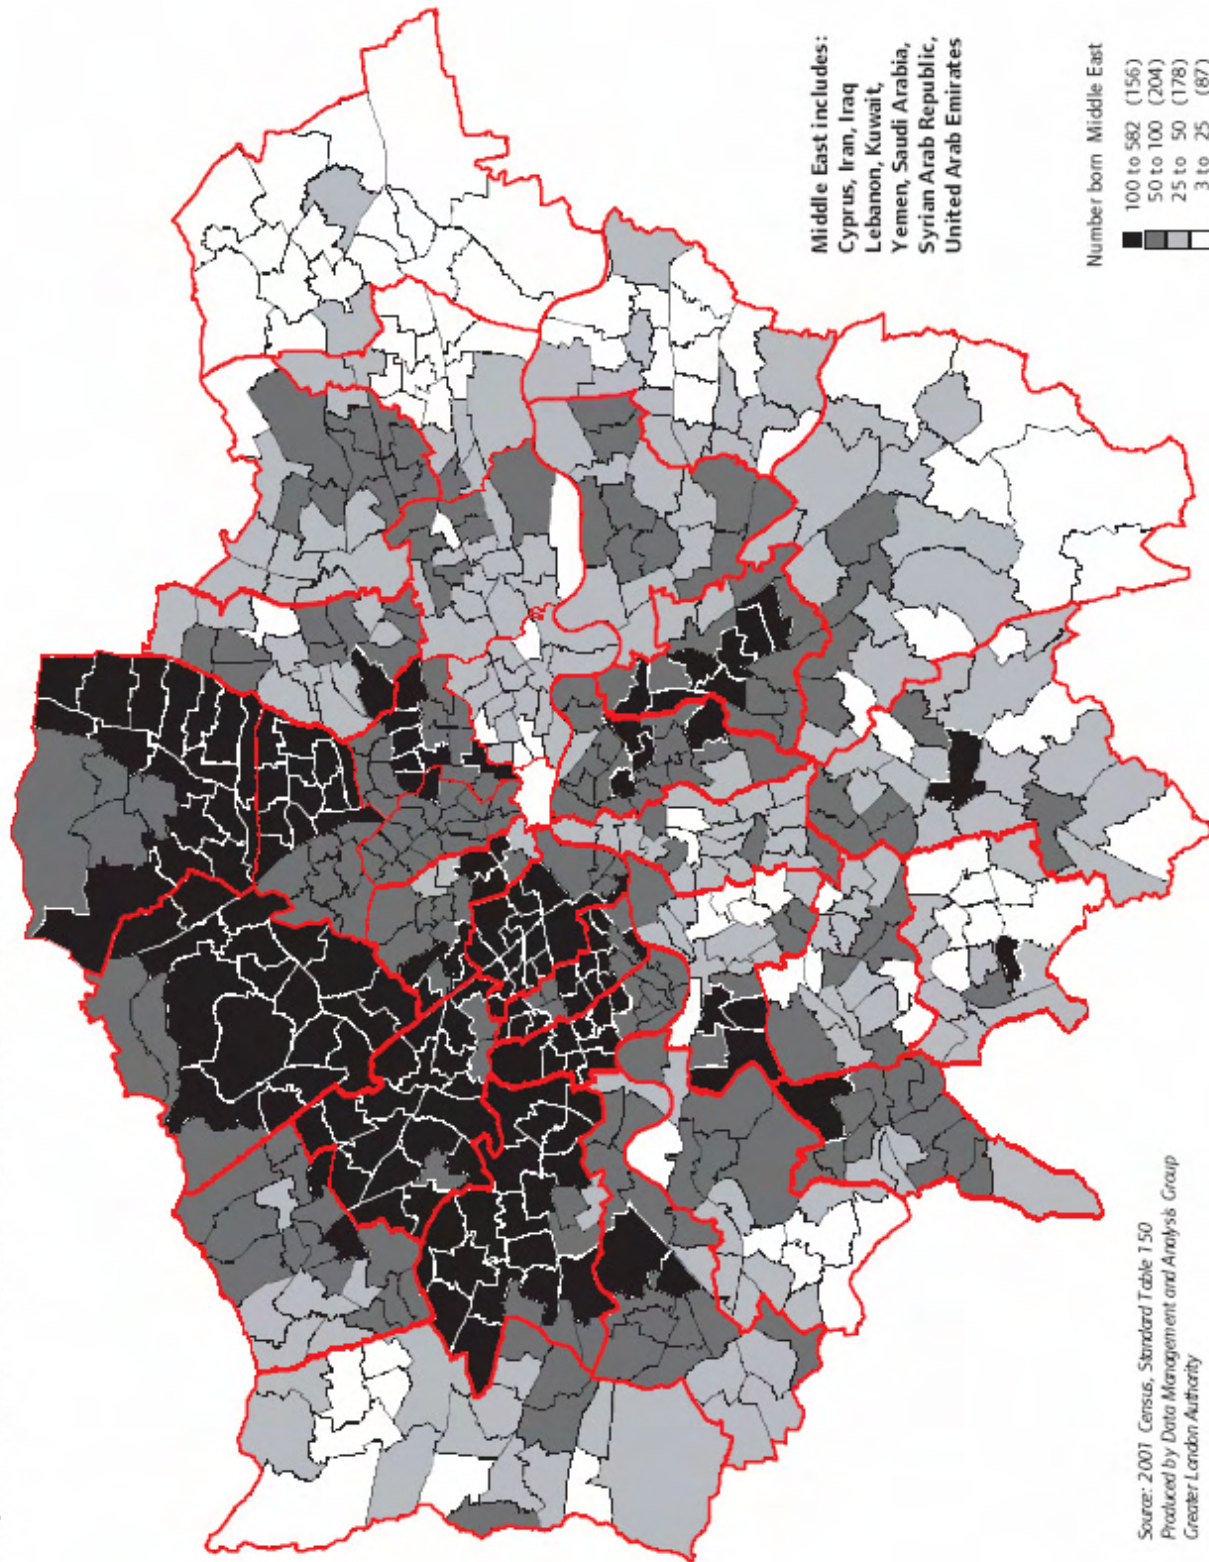 Middle East includes:
Cyprus, Iran, Iraq
Lebanon, Kuwait,
Yemen, Saudi Arabia,
Syrian Arab Republic,
United Arab Emirates
Number born Middle East
100 to 582 (156)
50 to 100 (204)
25 to 50 (178)
3 to 25 (87)
Source: 2001 Census, Standard Table 150
Produced by Data Management and Analysis Group
Greater London Authority